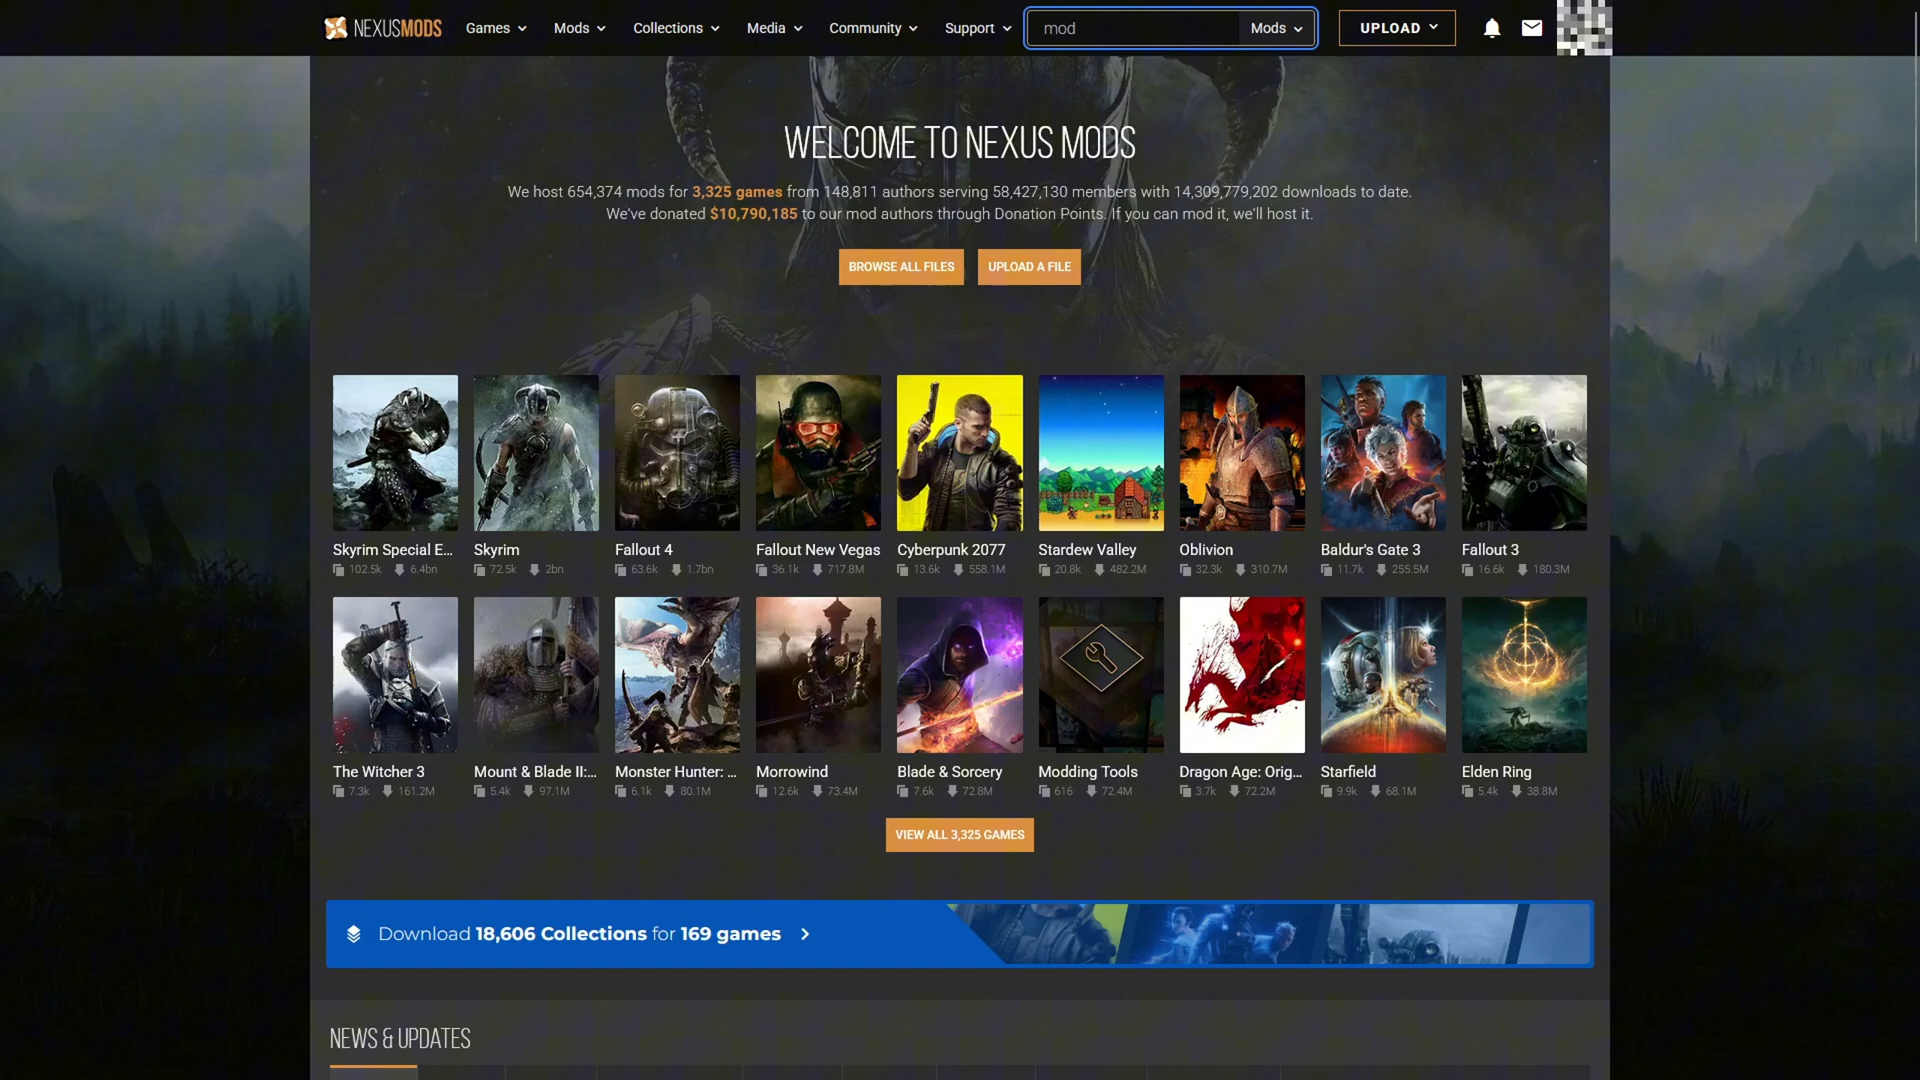 NEXUSMODS Games Mods Collections Media Community Support mod Mods UPLOAD
WELCOME TO NEXUS MODS
We host 654,374 mods for 3,325 games from 148,811 authors serving 58,427,130 members with 14,309,779,202 downloads to date.
We've donated $10,790,185 to our mod authors through Donation Points. If you can mod it, we'll host it.
BROWSE ALL FILES UPLOAD A FILE
Skyrim Special E... Skyrim Fallout 4 Fallout New Vegas Cyberpunk 2077 Stardew Valley Oblivion Baldur's Gate 3 Fallout 3
102.5k 6.4bn 72.5k 2bn 63.6k 1.7bn 36.1k 717.8M 13.6k 558.1M 20.8k 482.2M 32.3k 310.7M 11.7k 255.5M 16.6k 180.3M
The Witcher 3 Mount & Blade II:... Monster Hunter: ... Morrowind Blade & Sorcery Modding Tools Dragon Age: Orig... Starfield Elden Ring
7.3k 161.2M 5.4k 97.1M 6.1k 80.1M 12.6k 73.4M 7.6k 72.8M 616 72.4M 3.7k 72.2M 9.9k 68.1M 5.4k 38.8M
VIEW ALL 3,325 GAMES
Download 18,606 Collections for 169 games
NEWS & UPDATES